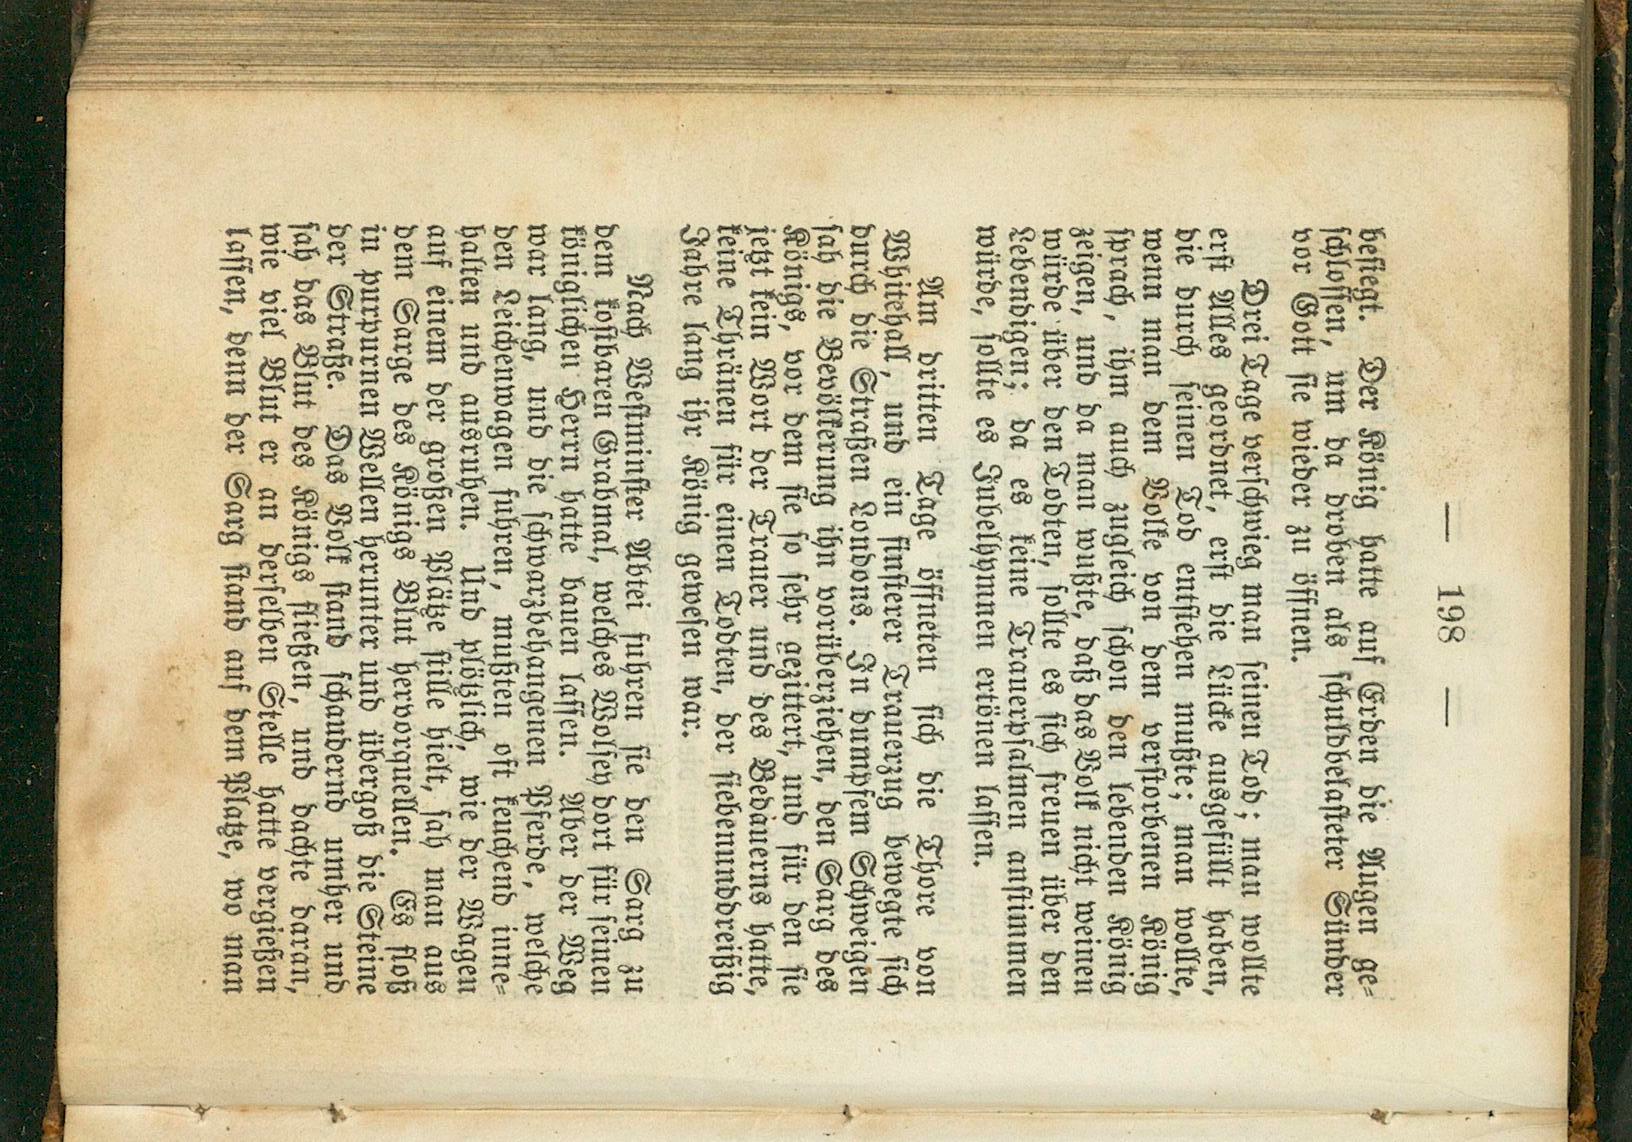 — 198 —
besiegt. Der König hatte auf Erden die Augen ge-
schlossen, um da droben als schuldbelasteter Sünder
vor Gott sie wieder zu öffnen.
Drei Tage verschwieg man seinen Tod; man wollte
erst Alles geordnet, erst die Lücke ausgefüllt haben,
die durch seinen Tod entstehen mußte; man wollte,
wenn man dem Volke von dem verstorbenen König
sprach, ihm auch zugleich schon den lebenden König
zeigen, und da man wußte, daß das Volk nicht weinen
würde über den Todten, sollte es sich freuen über den
Lebendigen; da es keine Trauerpsalmen anstimmen
würde, sollte es Jubelhymnen ertönen lassen.
Am dritten Tage öffneten sich die Thore von
Whitehall, und ein finsterer Trauerzug bewegte sich
durch die Straßen Londons. In dumpfem Schweigen
sah die Bevölkerung ihn vorüberziehen, den Sarg des
Königs, vor dem sie so sehr gezittert, und für den sie
jetzt kein Wort der Trauer und des Bedauerns hatte,
keine Thränen für einen Todten, der siebenunddreißig
Jahre lang ihr König gewesen war.
Nach Westminster Abtei fuhren sie den Sarg zu
dem kostbaren Grabmal, welches Wolsey dort für seinen
königlichen Herrn hatte bauen lassen. Aber der Weg
war lang, und die schwarzbehangenen Pferde, welche
den Leichenwagen fuhren, mußten oft keuchend inne-
halten und ausruhen. Und plötzlich, wie der Wagen
auf einem der großen Plätze stille hielt, sah man aus
dem Sarge des Königs Blut hervorquellen. Es floß
in purpurnen Wellen herunter und übergoß die Steine
der Straße. Das Volk stand schaudernd umher und
sah das Blut des Königs fließen, und dachte daran,
wie viel Blut er an derselben Stelle hatte vergießen
lassen, denn der Sarg stand auf dem Platze, wo man